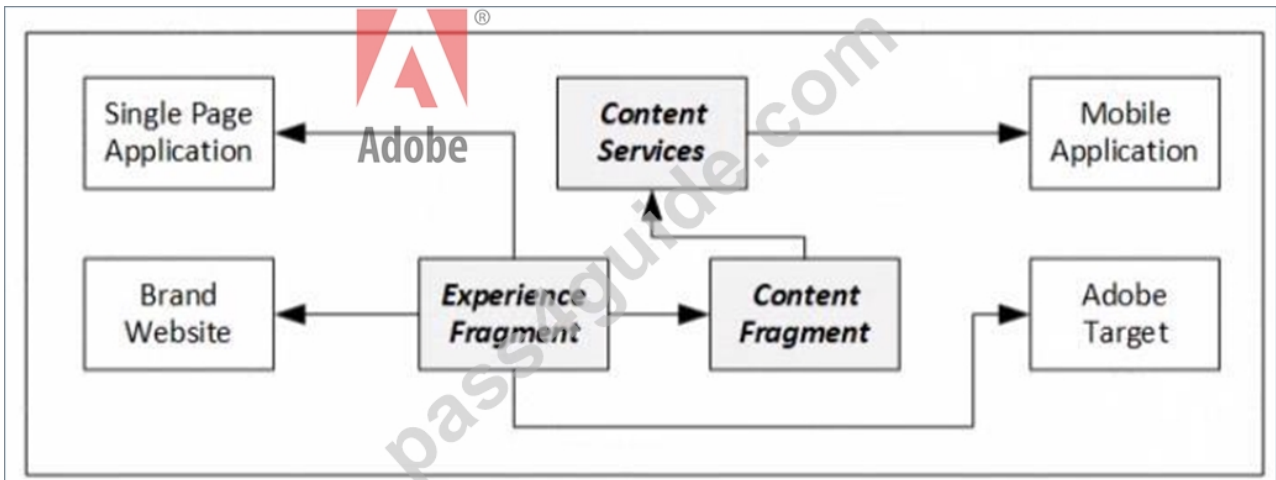 ®
Adobe
Single Page
Application
Content
Services
Mobile
Application
Brand
Website
Experience
Fragment
Content
Fragment
Adobe
Target
pass4guide.com